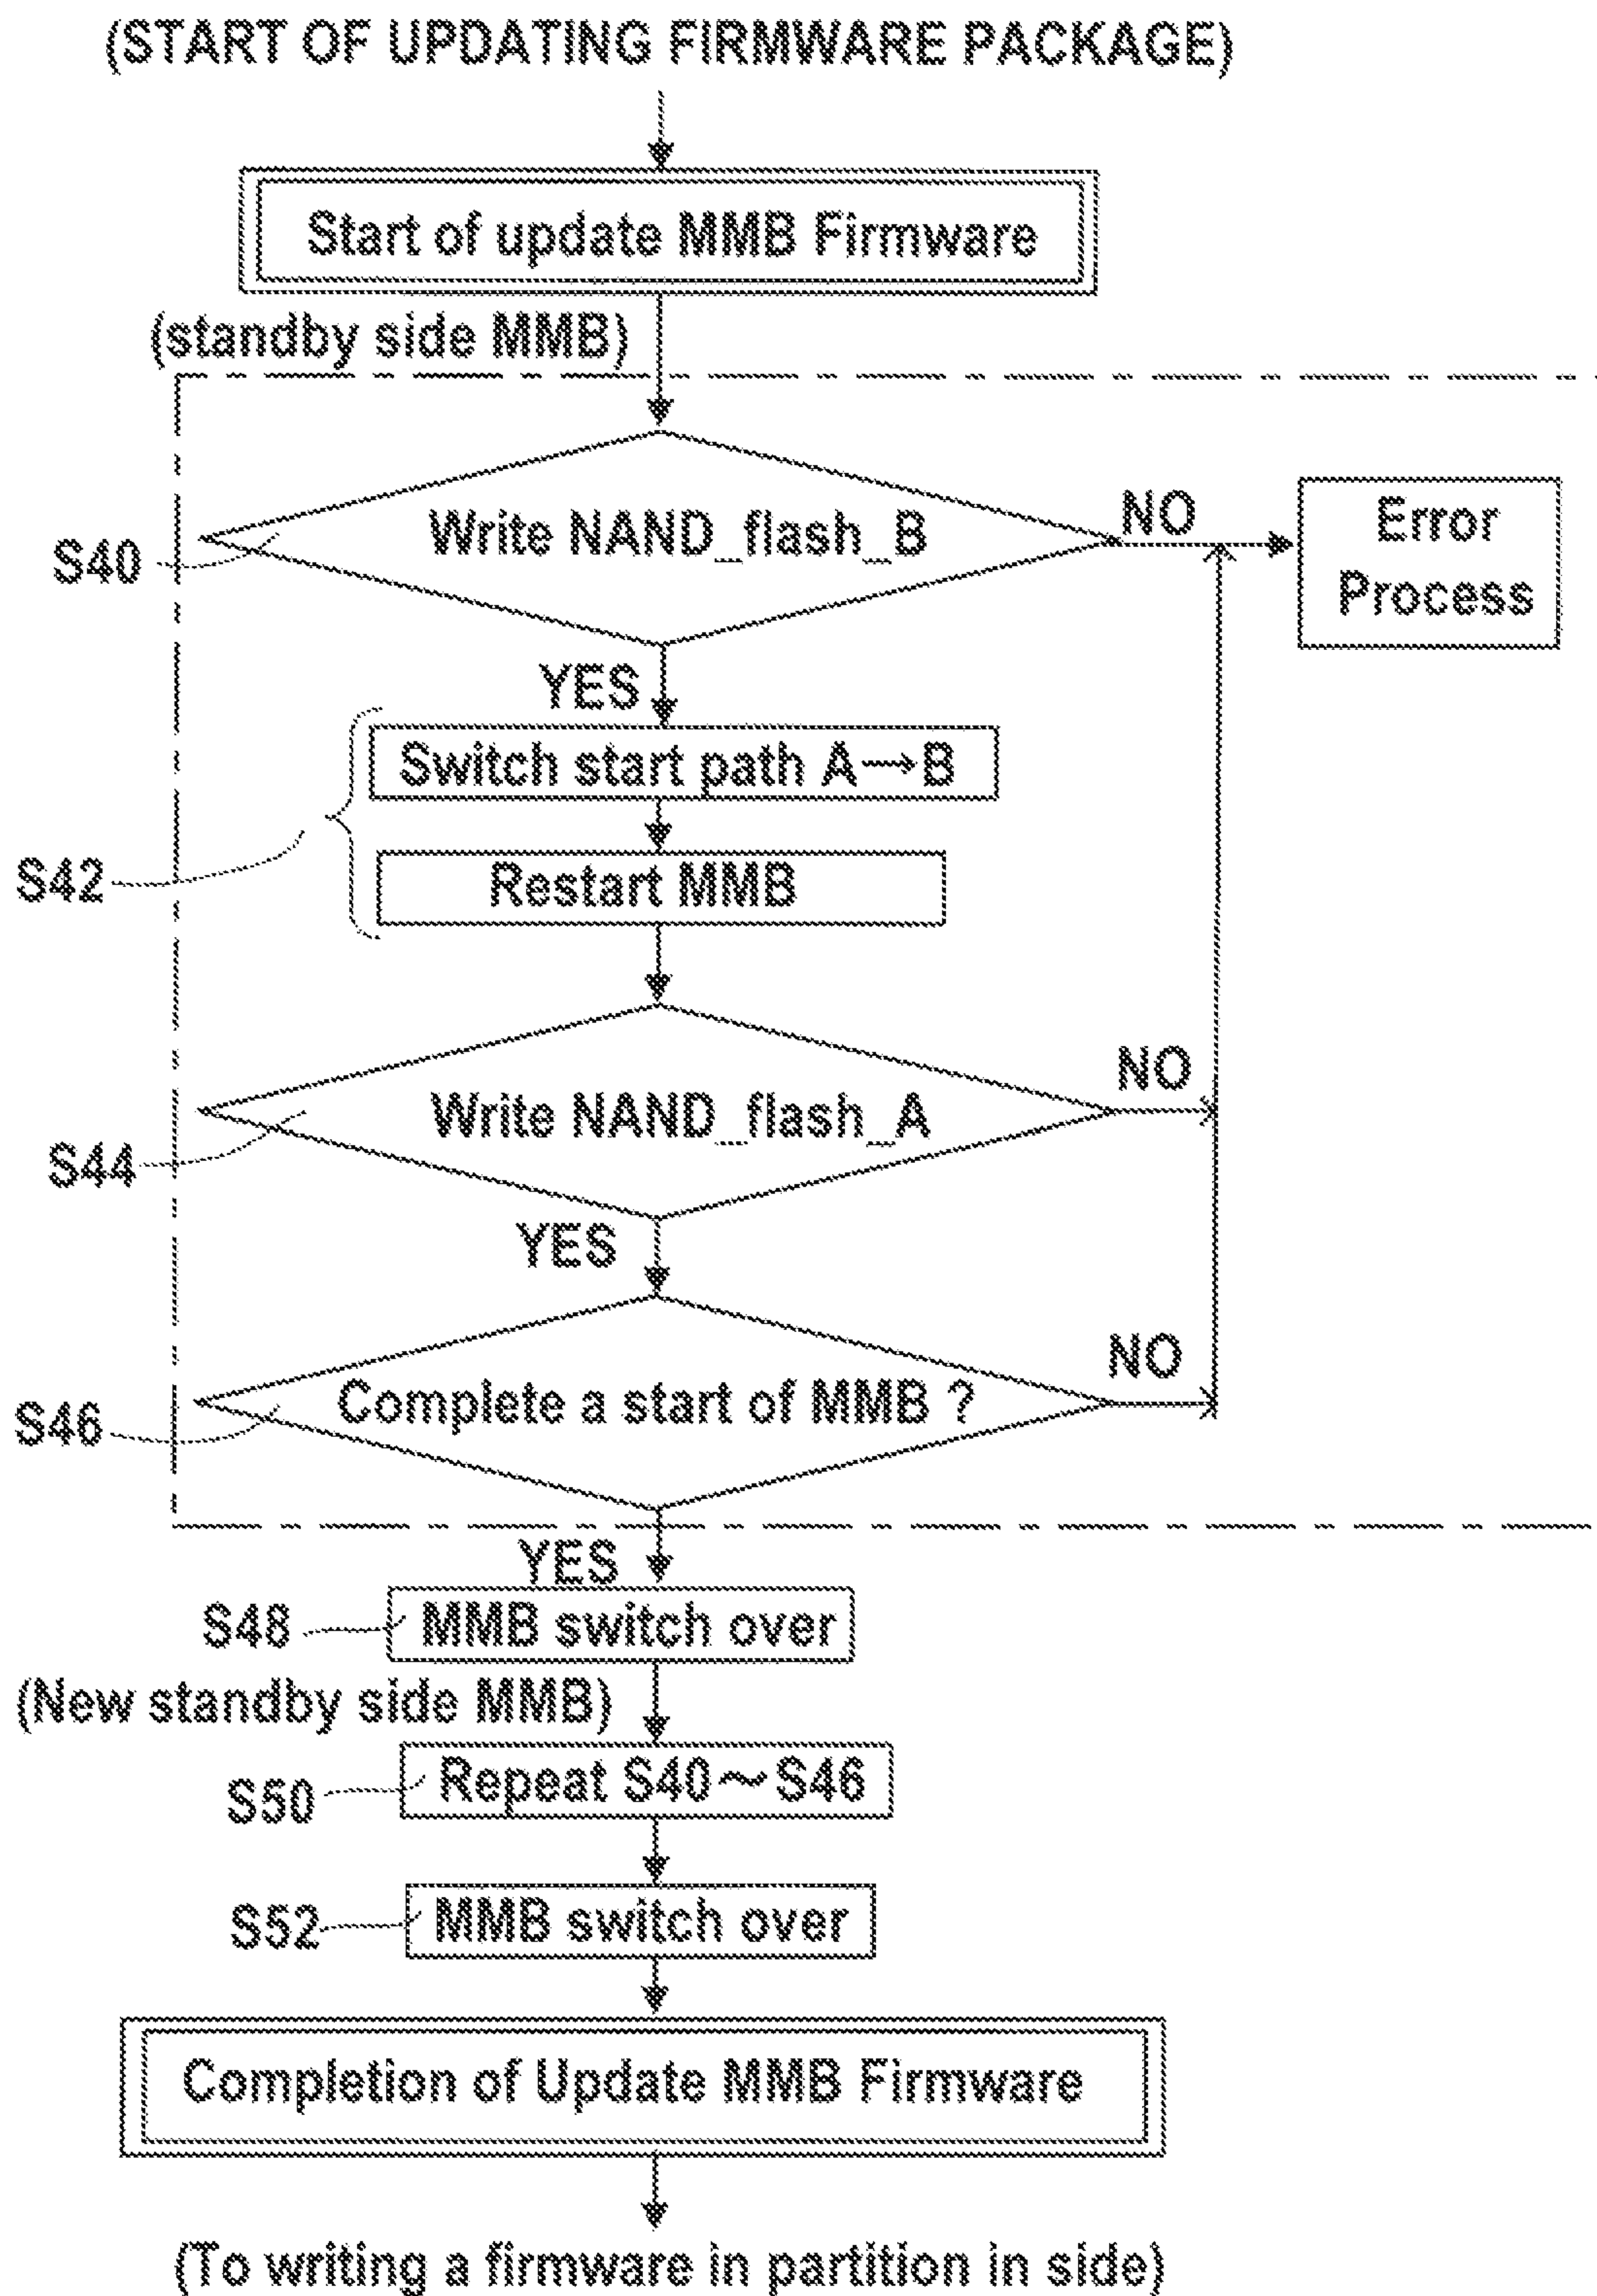 (START OF UPDATING FIRMWARE PACKAGE)
Start of update MMB Firmware
(standby side MMB)
Write NAND_flash_B
NO
Error
Process
S40
YES
Switch start path A→B
Restart MMB
S42
NO
Write NAND_flash_A
S44
YES
NO
Complete a start of MMB ?
S46
YES
S48
MMB switch over
(New standby side MMB)
Repeat S40～S46
S50
MMB switch over
S52
Completion of Update MMB Firmware
(To writing a firmware in partition in side)